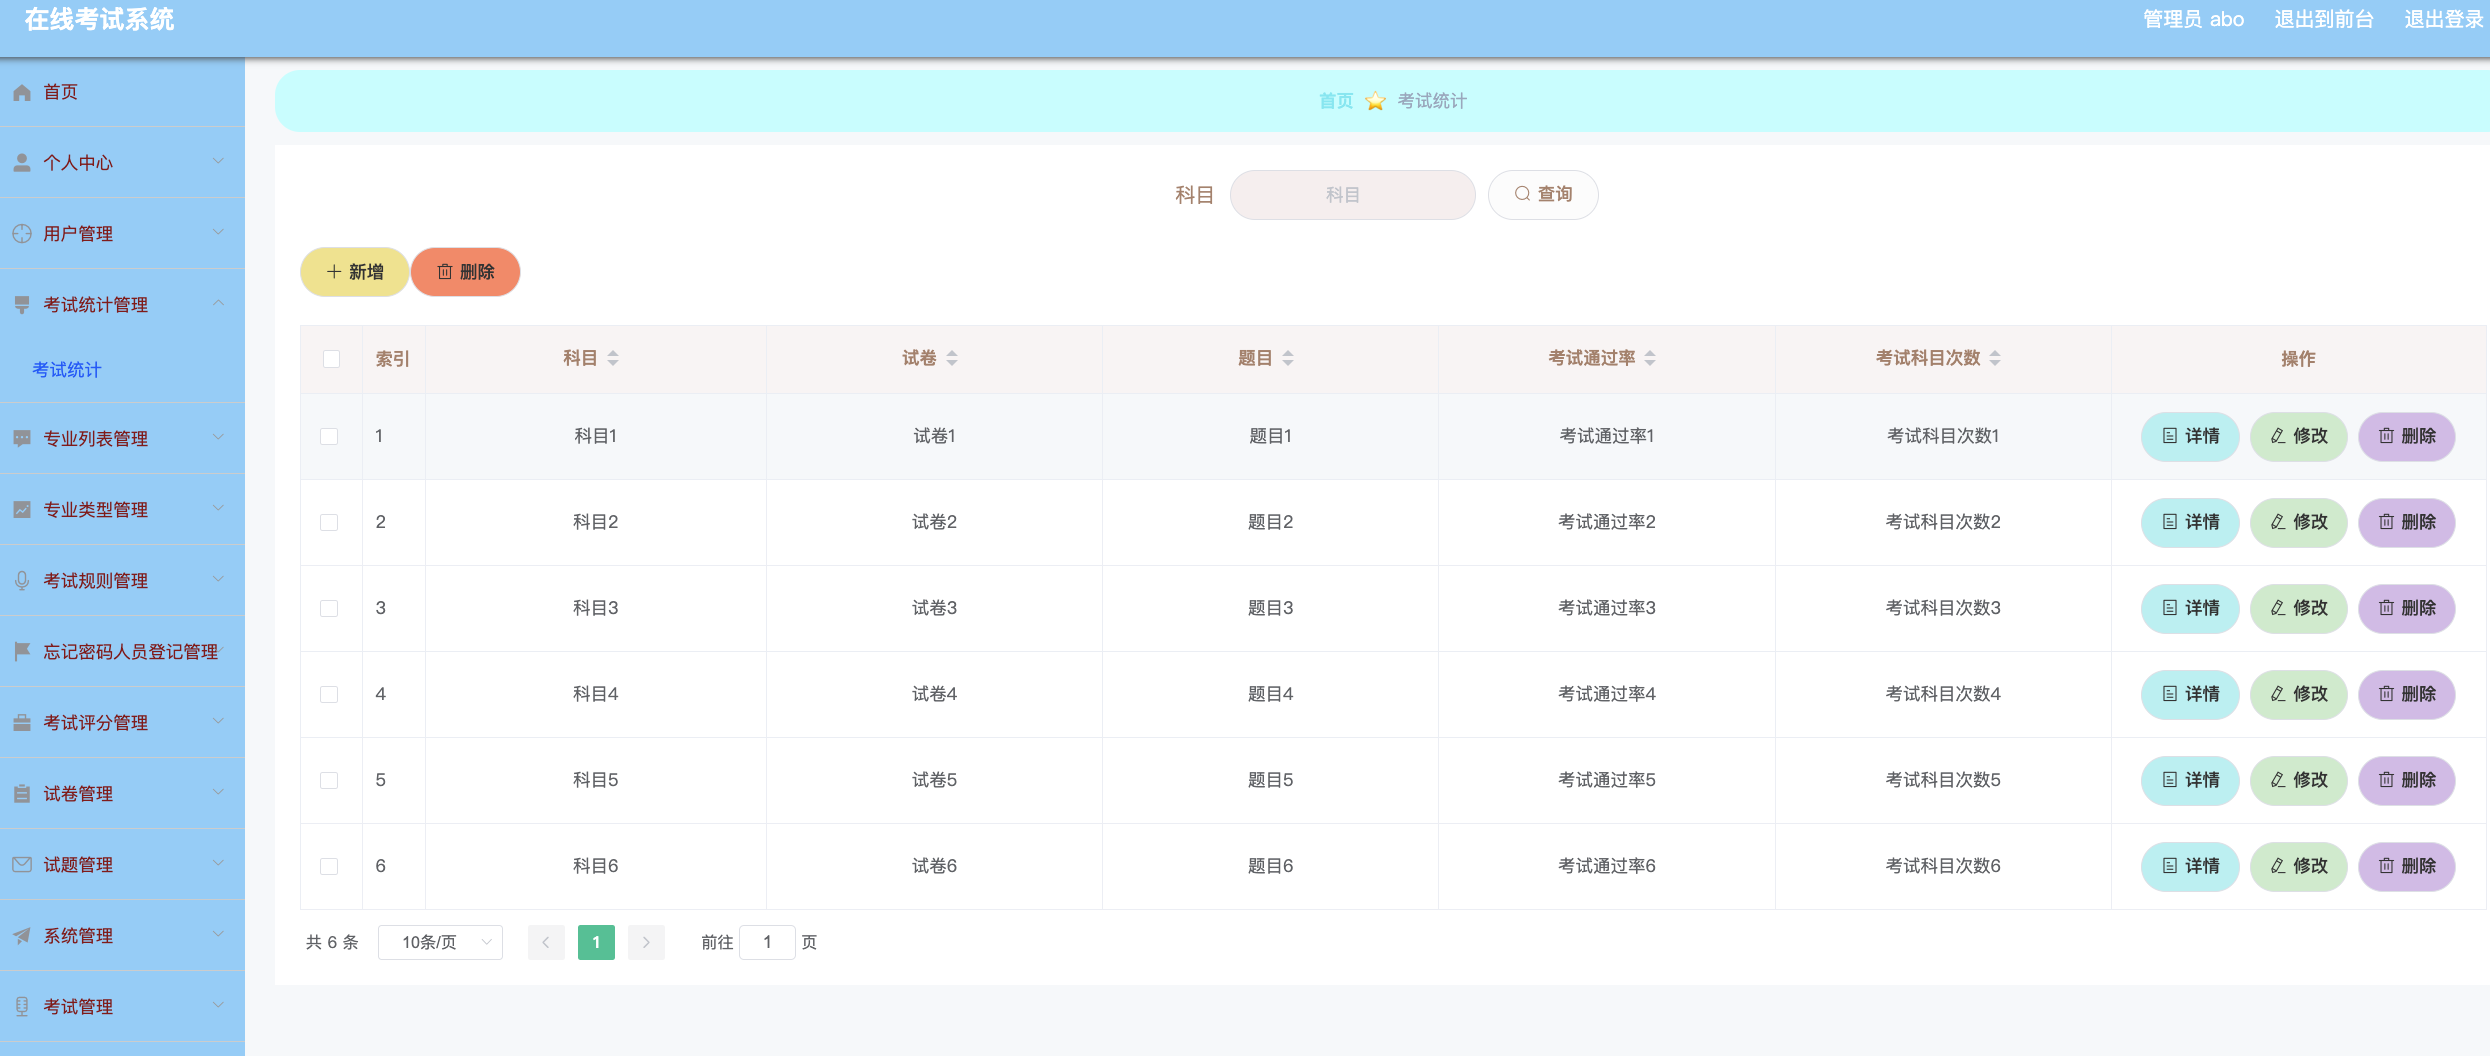 在线考试系统
管理员 abo 退出到前台 退出登录
首页
个人中心
用户管理
考试统计管理
考试统计
专业列表管理
专业类型管理
考试规则管理
忘记密码人员登记管理
考试评分管理
试卷管理
试题管理
系统管理
考试管理
首页 考试统计
科目 科目 查询
新增 删除
索引 科目 试卷 题目 考试通过率 考试科目次数 操作
1 科目1 试卷1 题目1 考试通过率1 考试科目次数1 详情 修改 删除
2 科目2 试卷2 题目2 考试通过率2 考试科目次数2 详情 修改 删除
3 科目3 试卷3 题目3 考试通过率3 考试科目次数3 详情 修改 删除
4 科目4 试卷4 题目4 考试通过率4 考试科目次数4 详情 修改 删除
5 科目5 试卷5 题目5 考试通过率5 考试科目次数5 详情 修改 删除
6 科目6 试卷6 题目6 考试通过率6 考试科目次数6 详情 修改 删除
共 6 条 10条/页 1 前往 1 页